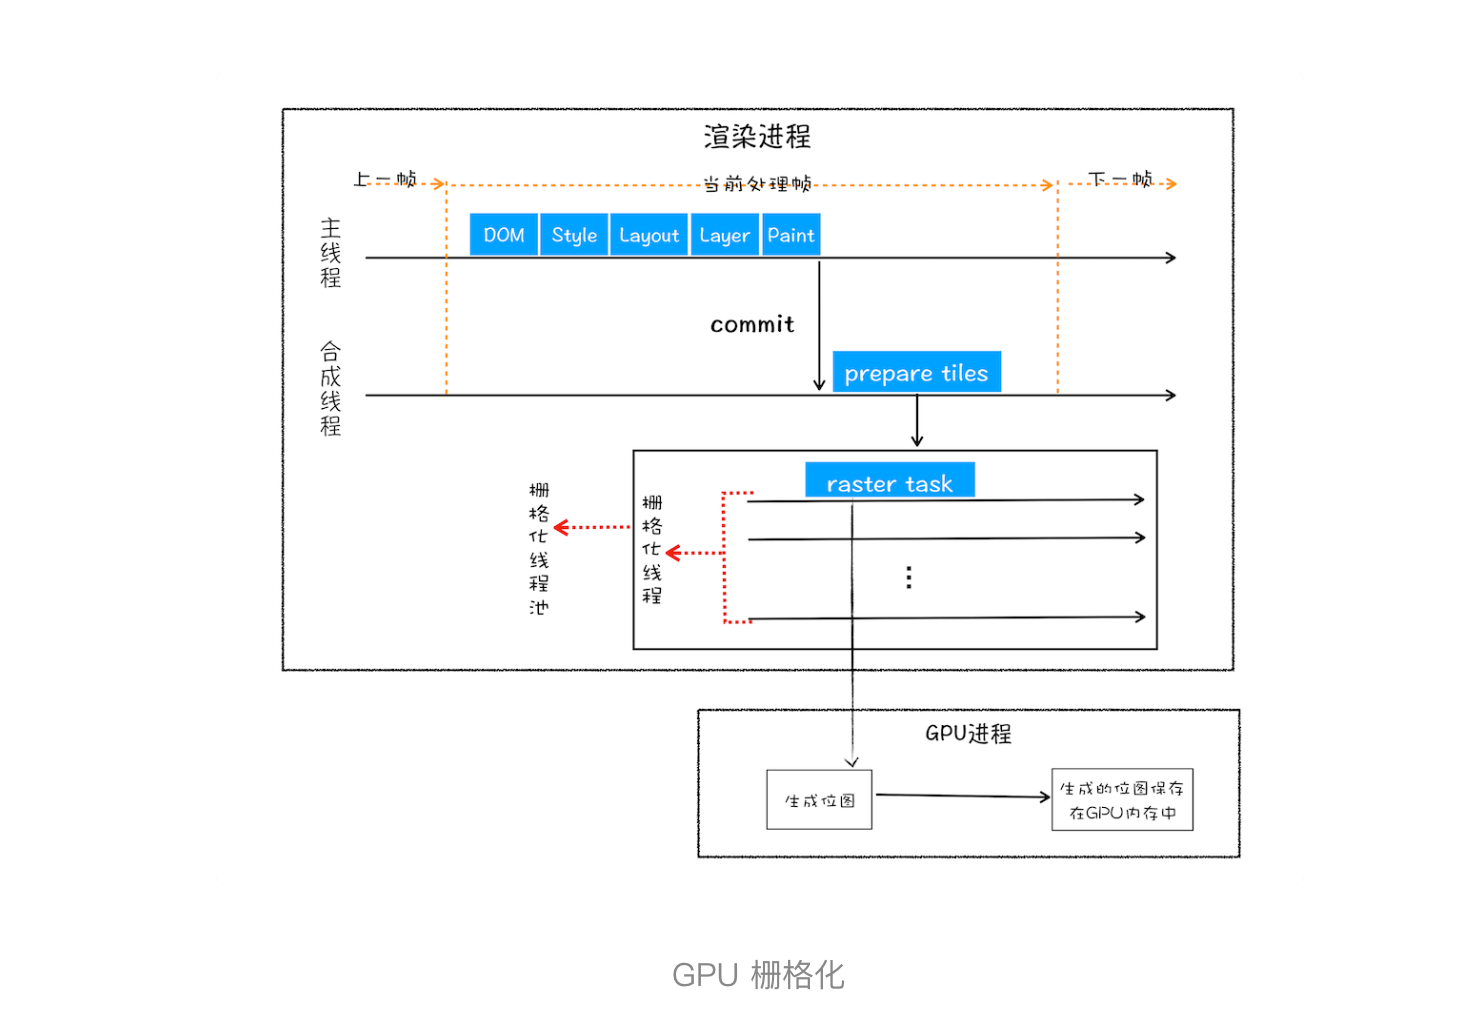 渲染进程
上一帧
当前处理帧
下一帧
主线程
DOM
Style
Layout
Layer
Paint
commit
合成线程
prepare tiles
raster task
栅格化线程池
栅格化线程
GPU进程
生成位图
生成的位图保存
在GPU内存中
GPU 栅格化